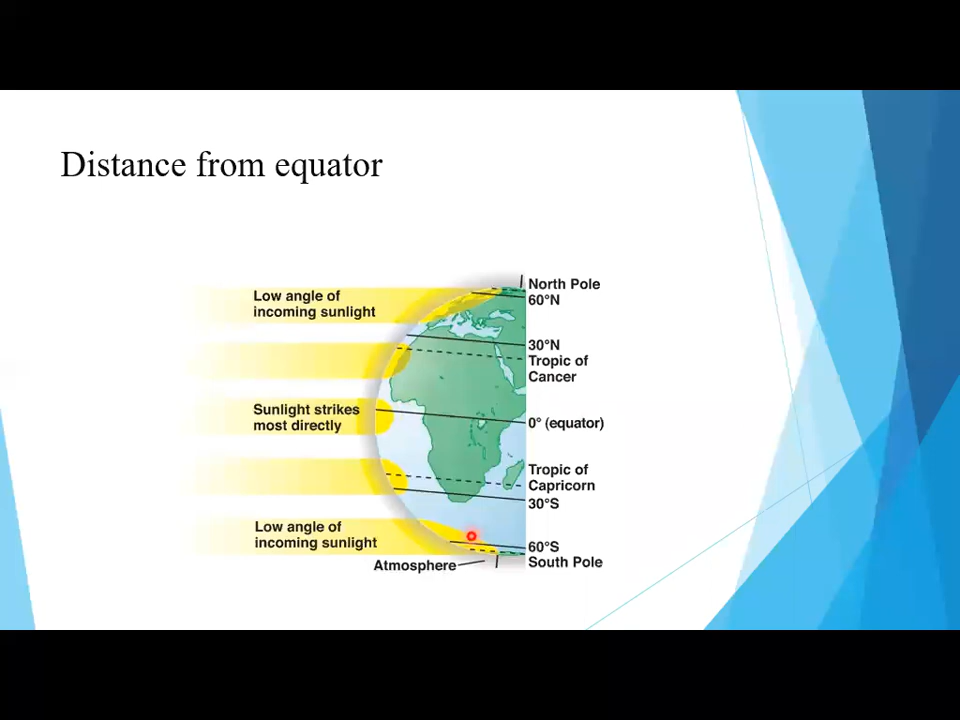 Distance from equator
North Pole
60°N
Low angle of
incoming sunlight
30°N
Tropic of
Cancer
Sunlight strikes
most directly
0° (equator)
Tropic of
Capricorn
30°S
Low angle of
incoming sunlight
60°S
South Pole
Atmosphere